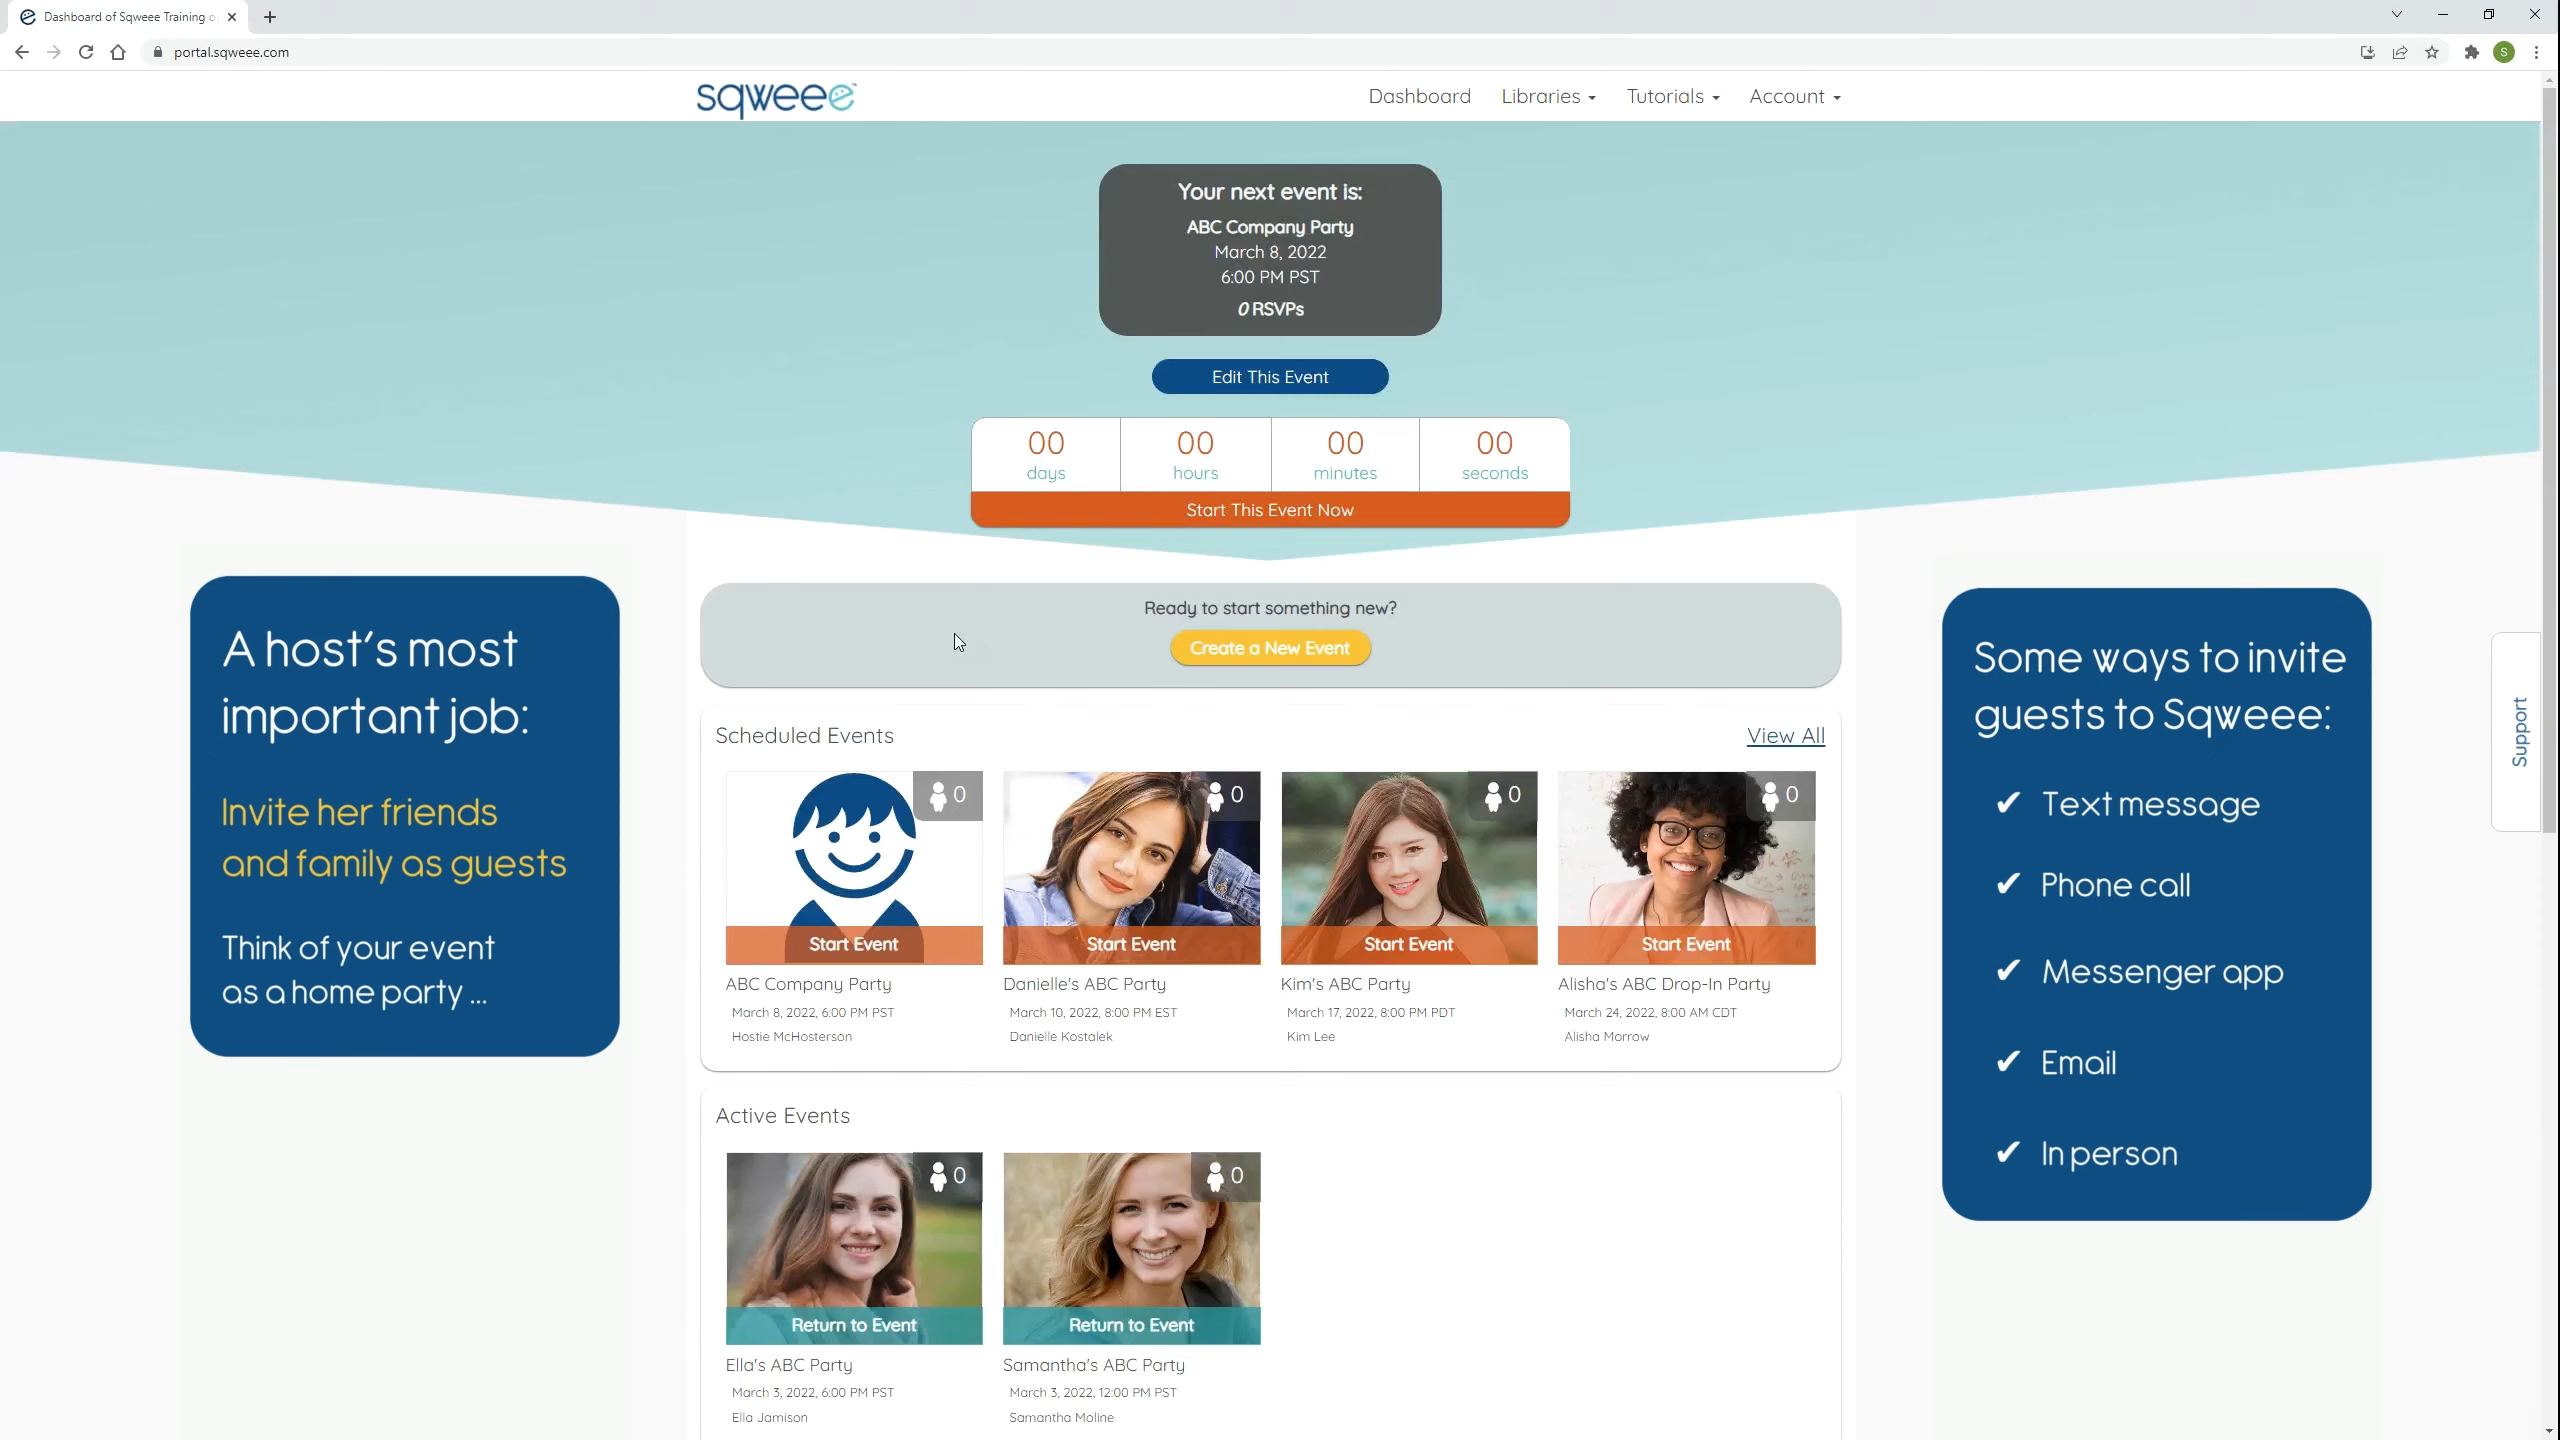 Dashboard of Sqweee Training o
portal.sqweee.com
S
sqweee
Dashboard
Libraries
Tutorials
Account
Your next event is:
ABC Company Party
March 8, 2022
6:00 PM PST
0 RSVPs
Edit This Event
00 00 00 00
days hours minutes seconds
Start This Event Now
Ready to start something new?
Create a New Event
A host's most
important job:
Invite her friends
and family as guests
Think of your event
as a home party ...
Some ways to invite
guests to Sqweee:
✔ Text message
✔ Phone call
✔ Messenger app
✔ Email
✔ In person
Support
Scheduled Events
View All
0
Start Event
ABC Company Party
March 8, 2022, 6:00 PM PST
Hostie McHosterson
0
Start Event
Danielle's ABC Party
March 10, 2022, 8:00 PM EST
Danielle Kostalek
0
Start Event
Kim's ABC Party
March 17, 2022, 8:00 PM PDT
Kim Lee
0
Start Event
Alisha's ABC Drop-In Party
March 24, 2022, 8:00 AM CDT
Alisha Morrow
Active Events
0
Return to Event
Ella's ABC Party
March 3, 2022, 6:00 PM PST
Ella Jamison
0
Return to Event
Samantha's ABC Party
March 3, 2022, 12:00 PM PST
Samantha Moline